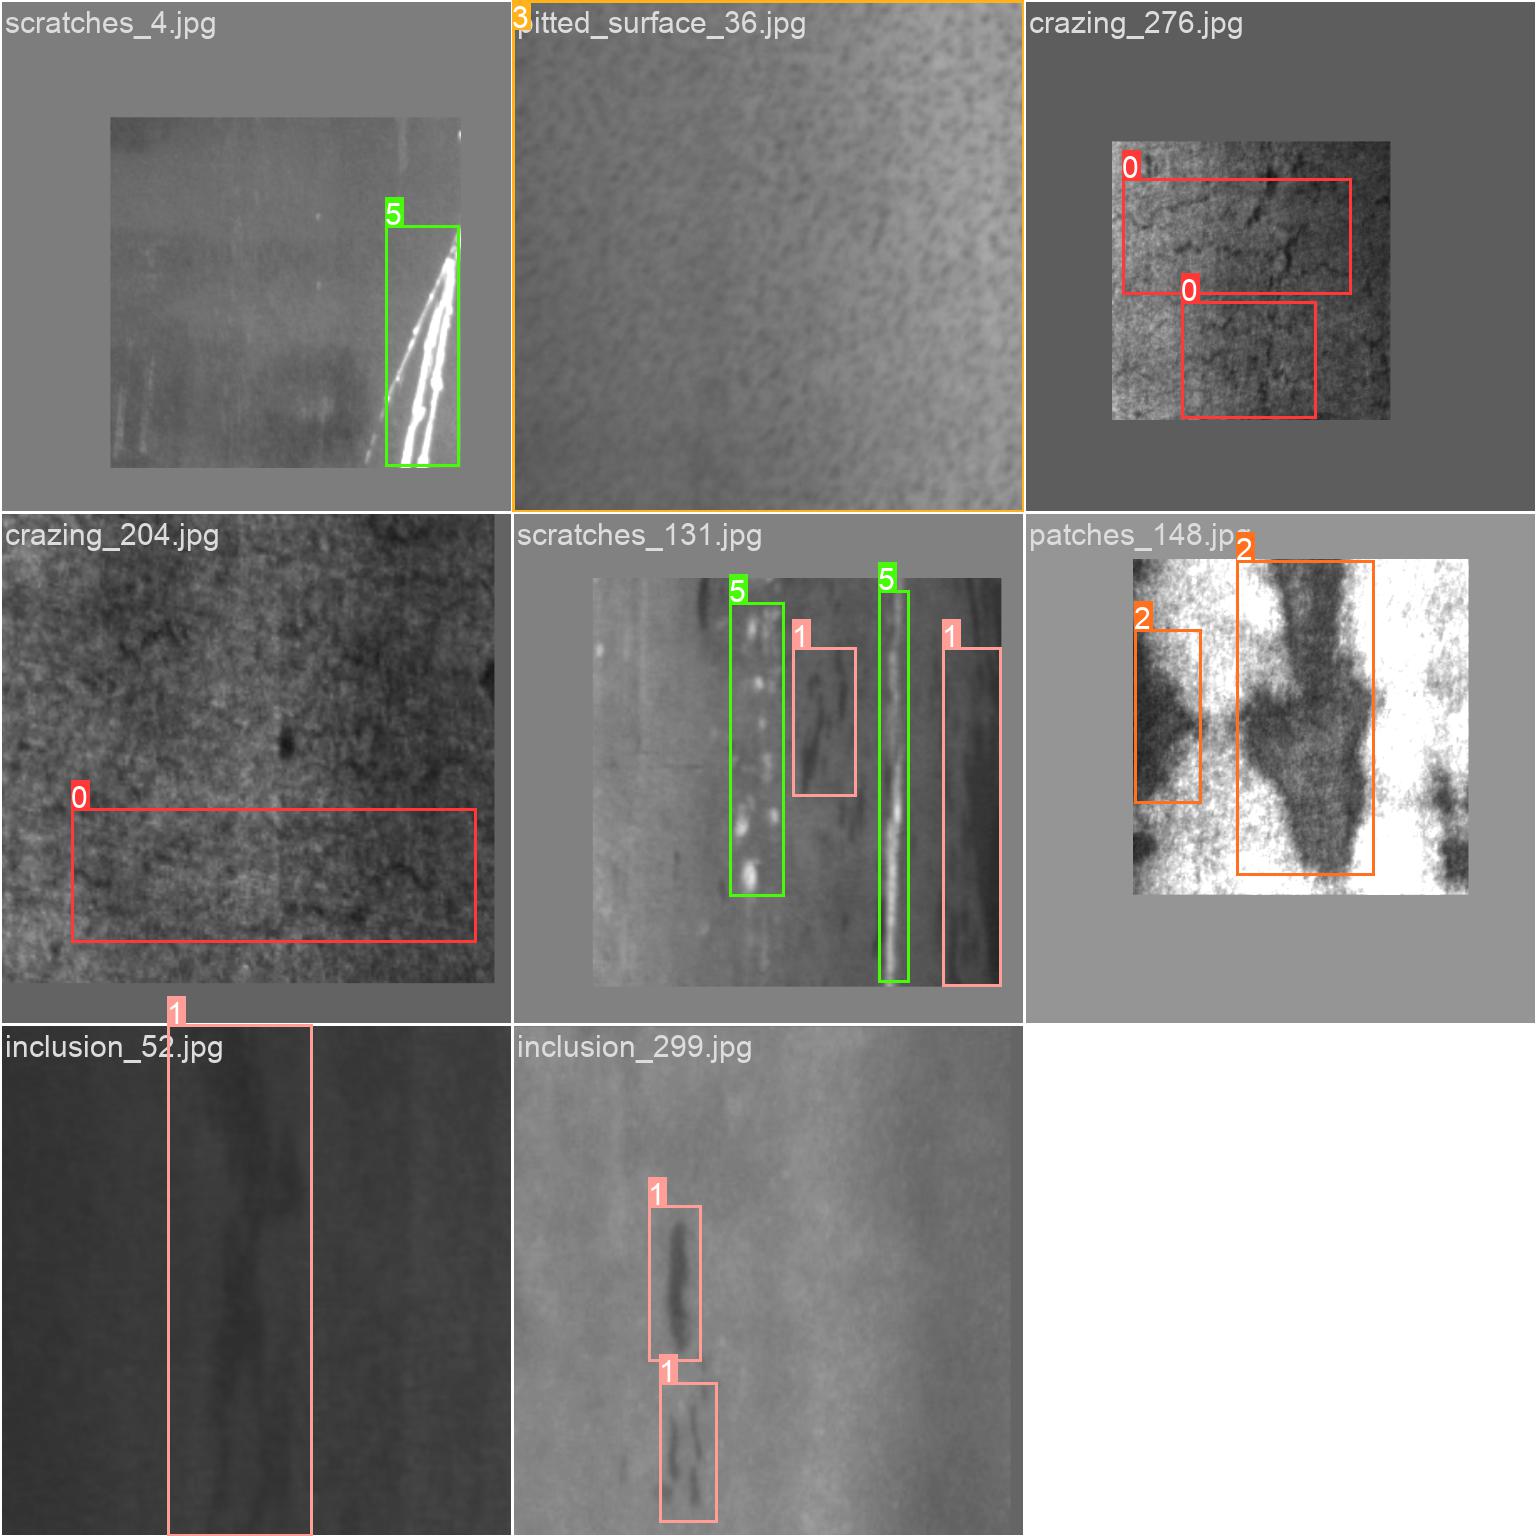 scratches_4.jpg
5
3
pitted_surface_36.jpg
crazing_276.jpg
0
0
crazing_204.jpg
0
scratches_131.jpg
5
5
1
1
patches_148.jpg
2
2
inclusion_52.jpg
1
inclusion_299.jpg
1
1